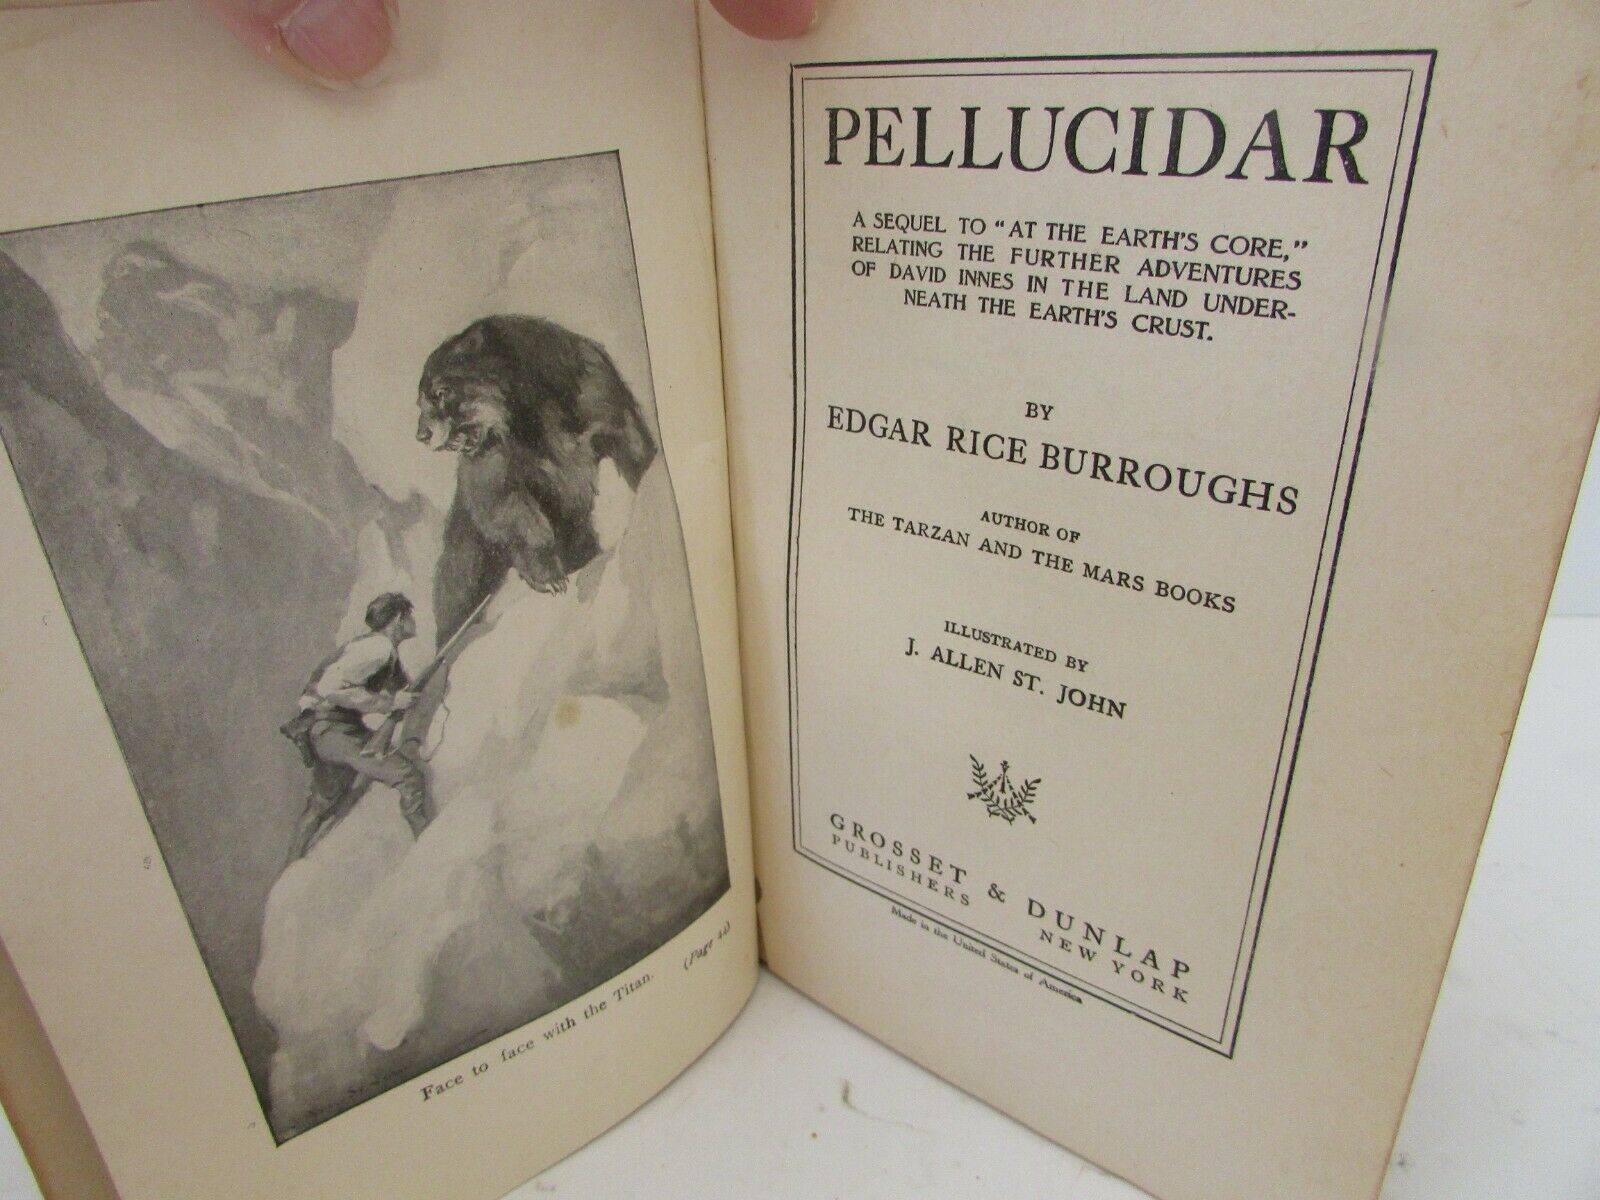 Face to face with the Titan. (Page 44)
PELLUCIDAR
A SEQUEL TO "AT THE EARTH'S CORE,"
RELATING THE FURTHER ADVENTURES
OF DAVID INNES IN THE LAND UNDER-
NEATH THE EARTH'S CRUST.
BY
EDGAR RICE BURROUGHS
AUTHOR OF
THE TARZAN AND THE MARS BOOKS
ILLUSTRATED BY
J. ALLEN ST. JOHN
GROSSET & DUNLAP
PUBLISHERS NEW YORK
Made in the United States of America